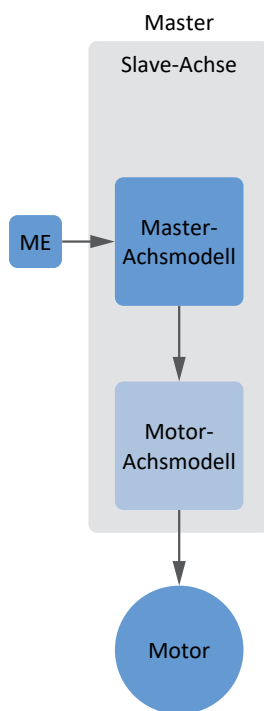 Master
Slave-Achse
ME
Master-
Achsmodell
Motor-
Achsmodell
Motor